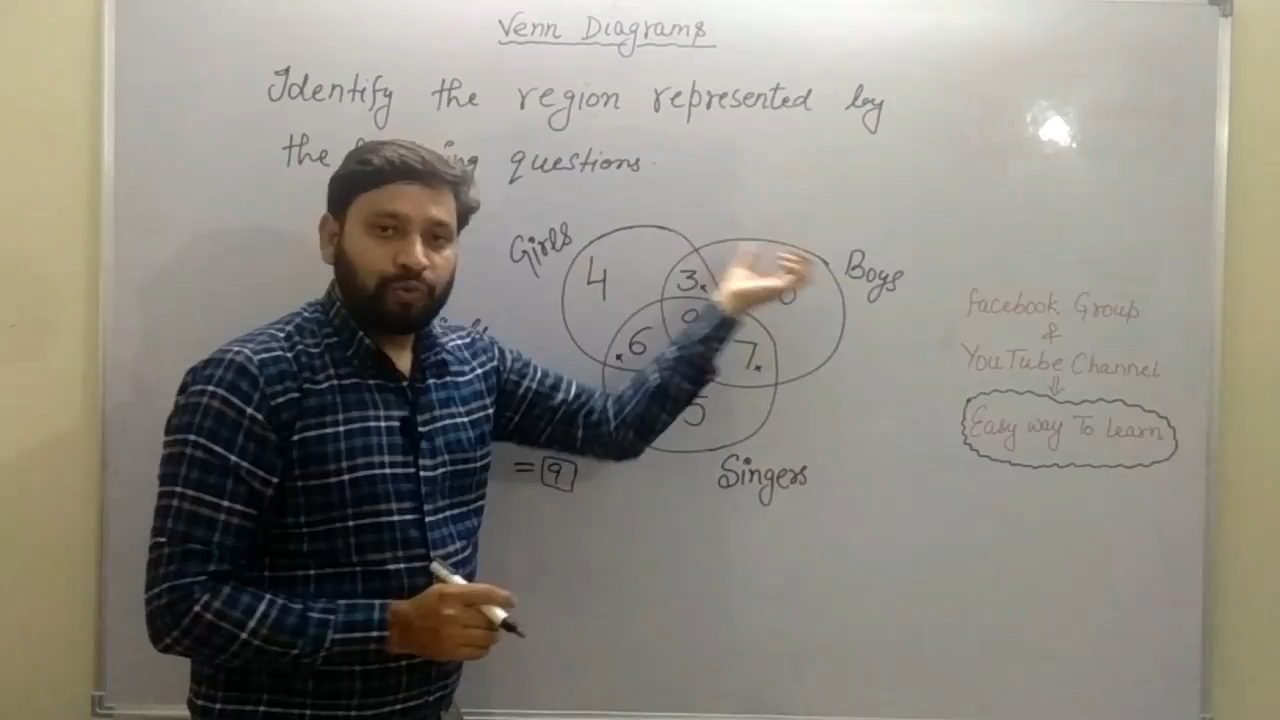 Venn Diagrams
Identify the region represented by
the questions.
Girls
Boys
4
3
6
7
5
= 9
Singers
Facebook Group
&
YouTube Channel
⇓
Easy way To Learn